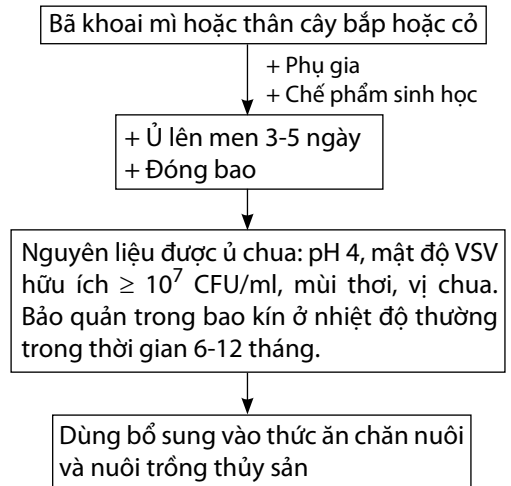 Bã khoai mì hoặc thân cây bắp hoặc cỏ
+ Phụ gia
+ Chế phẩm sinh học
+ Ủ lên men 3-5 ngày
+ Đóng bao
Nguyên liệu được ủ chua: pH 4, mật độ VSV
hữu ích ≥ 10⁷ CFU/ml, mùi thơi, vị chua.
Bảo quản trong bao kín ở nhiệt độ thường
trong thời gian 6-12 tháng.
Dùng bổ sung vào thức ăn chăn nuôi
và nuôi trồng thủy sản